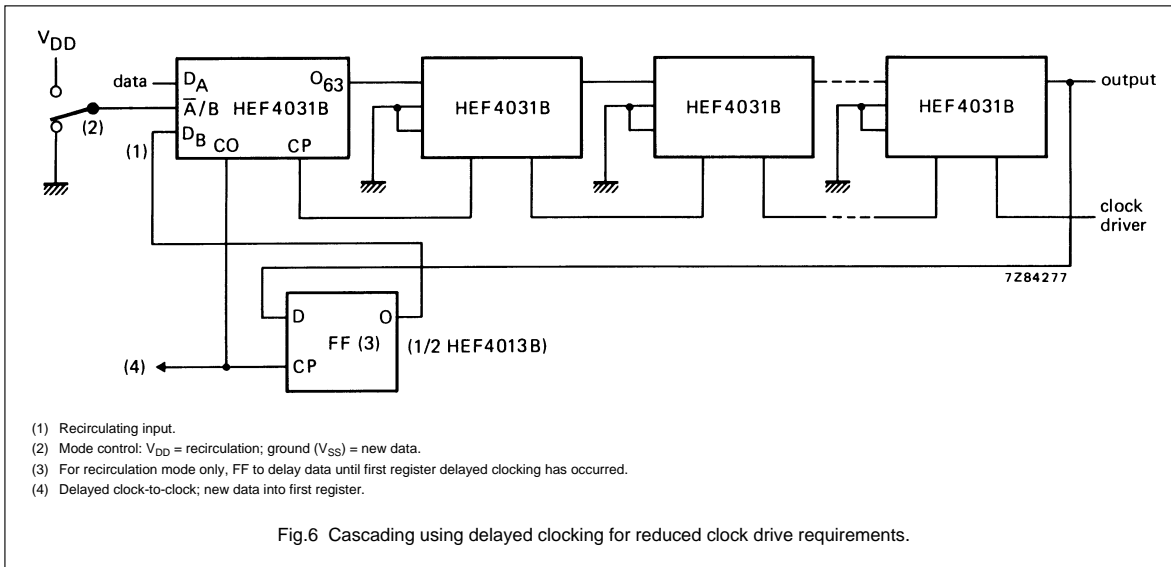 VDD
data
DA
O63
A̅/B
HEF4031B
(2)
(1)
DB
CO
CP
HEF4031B
HEF4031B
HEF4031B
output
clock
driver
7Z84277
D
O
FF (3)
(1/2 HEF4013B)
(4)
CP
(1) Recirculating input.
(2) Mode control: VDD = recirculation; ground (VSS) = new data.
(3) For recirculation mode only, FF to delay data until first register delayed clocking has occurred.
(4) Delayed clock-to-clock; new data into first register.
Fig.6 Cascading using delayed clocking for reduced clock drive requirements.